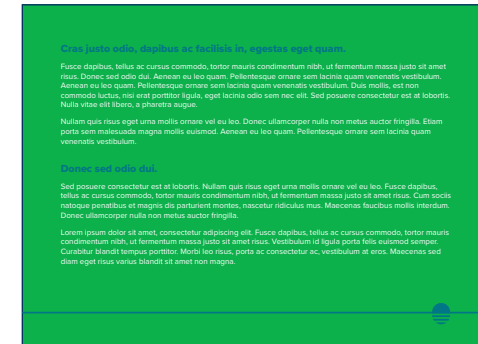 Cras justo odio, dapibus ac facilisis in, egestas eget quam.
Fusce dapibus, tellus ac cursus commodo, tortor mauris condimentum nibh, ut fermentum massa justo sit amet
risus. Donec sed odio dui. Aenean eu leo quam. Pellentesque ornare sem lacinia quam venenatis vestibulum.
Aenean eu leo quam. Pellentesque ornare sem lacinia quam venenatis vestibulum. Duis mollis, est non
commodo luctus, nisi erat porttitor ligula, eget lacinia odio sem nec elit. Sed posuere consectetur est at lobortis.
Nulla vitae elit libero, a pharetra augue.
Nullam quis risus eget urna mollis ornare vel eu leo. Donec ullamcorper nulla non metus auctor fringilla. Etiam
porta sem malesuada magna mollis euismod. Aenean eu leo quam. Pellentesque ornare sem lacinia quam
venenatis vestibulum.
Donec sed odio dui.
Sed posuere consectetur est at lobortis. Nullam quis risus eget urna mollis ornare vel eu leo. Fusce dapibus,
tellus ac cursus commodo, tortor mauris condimentum nibh, ut fermentum massa justo sit amet risus. Cum sociis
natoque penatibus et magnis dis parturient montes, nascetur ridiculus mus. Maecenas faucibus mollis interdum.
Donec ullamcorper nulla non metus auctor fringilla.
Lorem ipsum dolor sit amet, consectetur adipiscing elit. Fusce dapibus, tellus ac cursus commodo, tortor mauris
condimentum nibh, ut fermentum massa justo sit amet risus. Vestibulum id ligula porta felis euismod semper.
Curabitur blandit tempus porttitor. Morbi leo risus, porta ac consectetur ac, vestibulum at eros. Maecenas sed
diam eget risus varius blandit sit amet non magna.